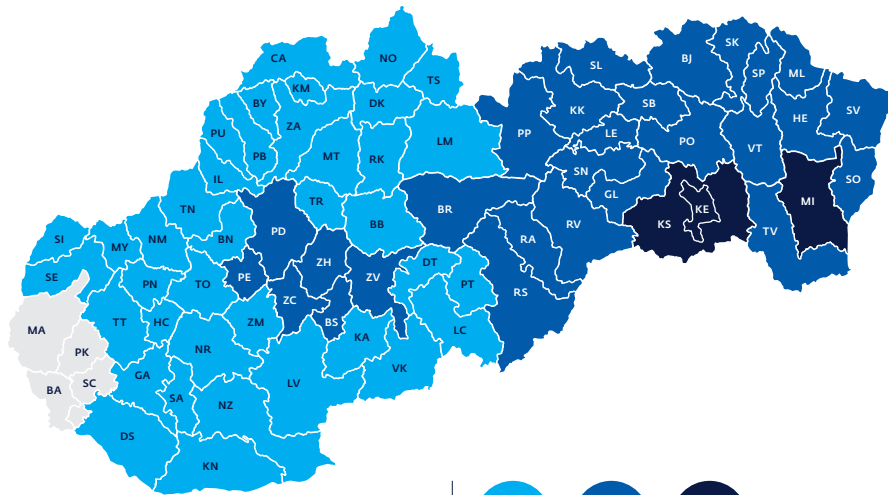 CA
NO
TS
KM
BY
DK
ZA
PU
PB
MT
RK
LM
IL
TN
TR
BB
SI
MY
NM
BN
PD
SE
PN
TO
PE
ZH
ZV
DT
PT
MA
TT
HC
ZM
ZC
BS
KA
LC
PK
NR
VK
BA
SC
GA
SA
NZ
LV
DS
KN
SL
BJ
SK
SP
ML
KK
SB
HE
SV
PP
LE
PO
VT
SN
GL
SO
BR
RA
RV
KS
KE
MI
TV
RS